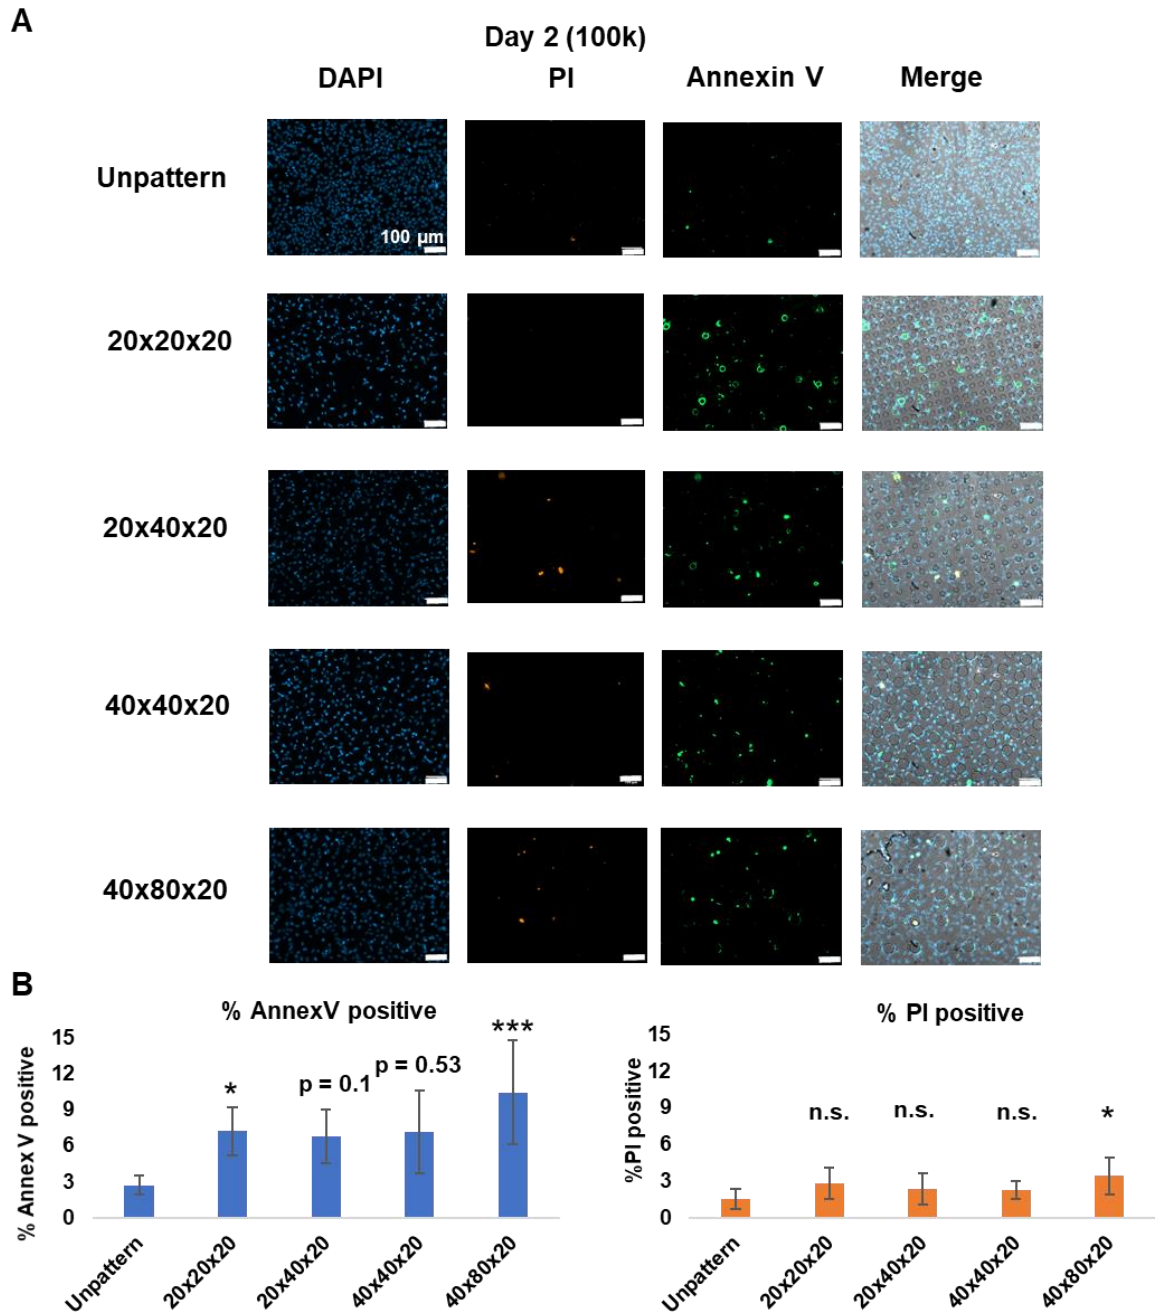 A
Day 2 (100k)
DAPI PI Annexin V Merge
Unpattern
100 µm
20x20x20
20x40x20
40x40x20
40x80x20
B
% AnnexV positive
% Annex V positive
15
12
9
6
3
0
*
p = 0.1
p = 0.53
***
Unpattern
20x20x20
20x40x20
40x40x20
40x80x20
% PI positive
%PI positive
15
12
9
6
3
0
n.s.
n.s.
n.s.
*
Unpattern
20x20x20
20x40x20
40x40x20
40x80x20